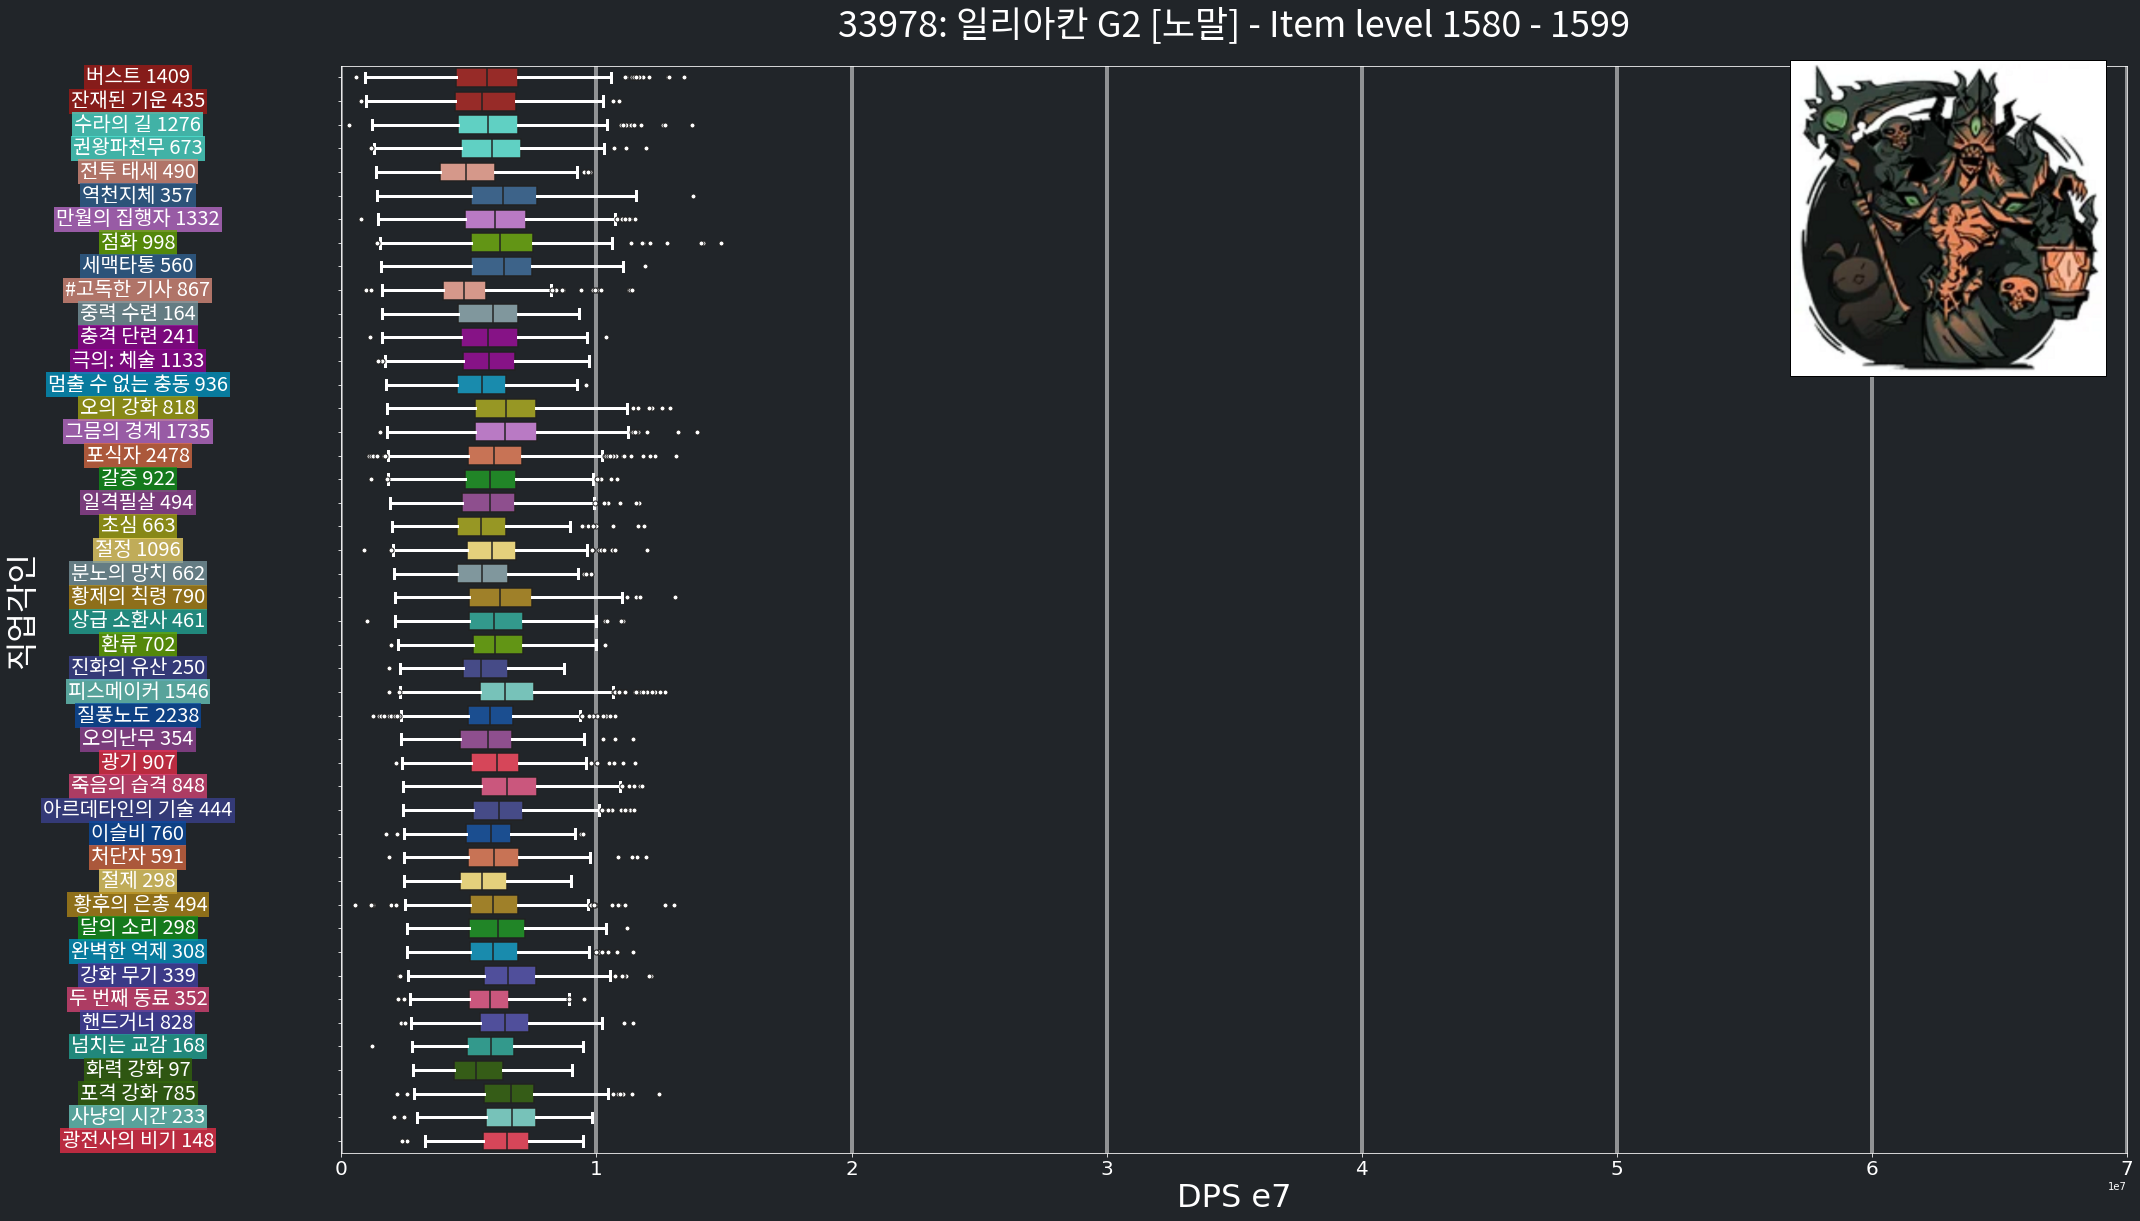 33978: 일리아칸 G2 [노말] - Item level 1580 - 1599
버스트 1409
잔재된 기운 435
수라의 길 1276
권왕파천무 673
전투 태세 490
역천지체 357
만월의 집행자 1332
점화 998
세맥타통 560
#고독한 기사 867
중력 수련 164
충격 단련 241
극의: 체술 1133
멈출 수 없는 충동 936
오의 강화 818
그믐의 경계 1735
포식자 2478
갈증 922
일격필살 494
초심 663
절정 1096
분노의 망치 662
황제의 칙령 790
상급 소환사 461
환류 702
진화의 유산 250
피스메이커 1546
질풍노도 2238
오의난무 354
광기 907
죽음의 습격 848
아르데타인의 기술 444
이슬비 760
처단자 591
절제 298
황후의 은총 494
달의 소리 298
완벽한 억제 308
강화 무기 339
두 번째 동료 352
핸드거너 828
넘치는 교감 168
화력 강화 97
포격 강화 785
사냥의 시간 233
광전사의 비기 148
직업각인
0 1 2 3 4 5 6 7
1e7
DPS e7